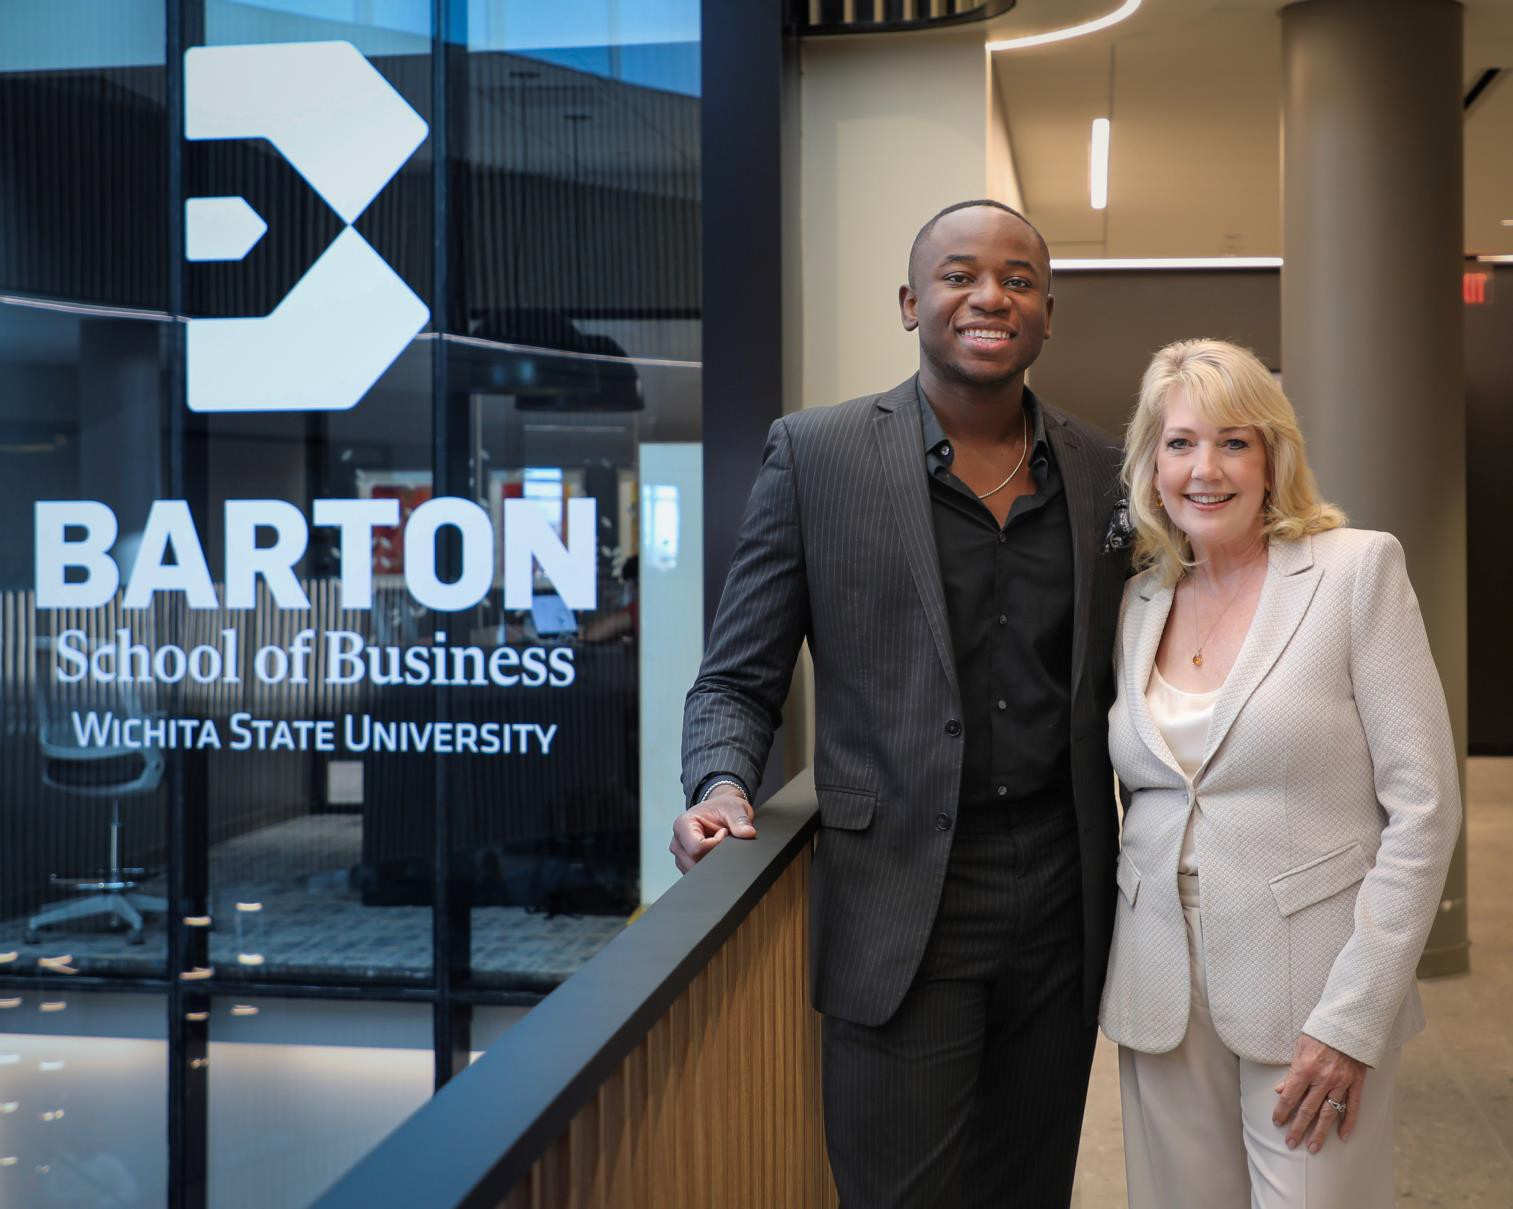 BARTON
School of Business
WICHITA STATE UNIVERSITY